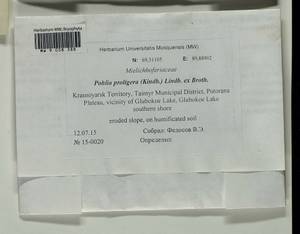 Herbarium MW, Bryophyta
Herbarium Universitatis Mosquensis (MW)
N: 69,31105 E: 89,88002
Mielichhoferiaceae
Pohlia proligera (Kindb.) Lindb. ex Broth.
Krasnoyarsk Territory, Taimyr Municipal District, Putorana
Plateau, vicinity of Glubokoe Lake, Glubokoe Lake
southern shore
eroded slope, on humificated soil
12.07.15 Собрал: Федосов В.Э
№ 15-0020 Определил: